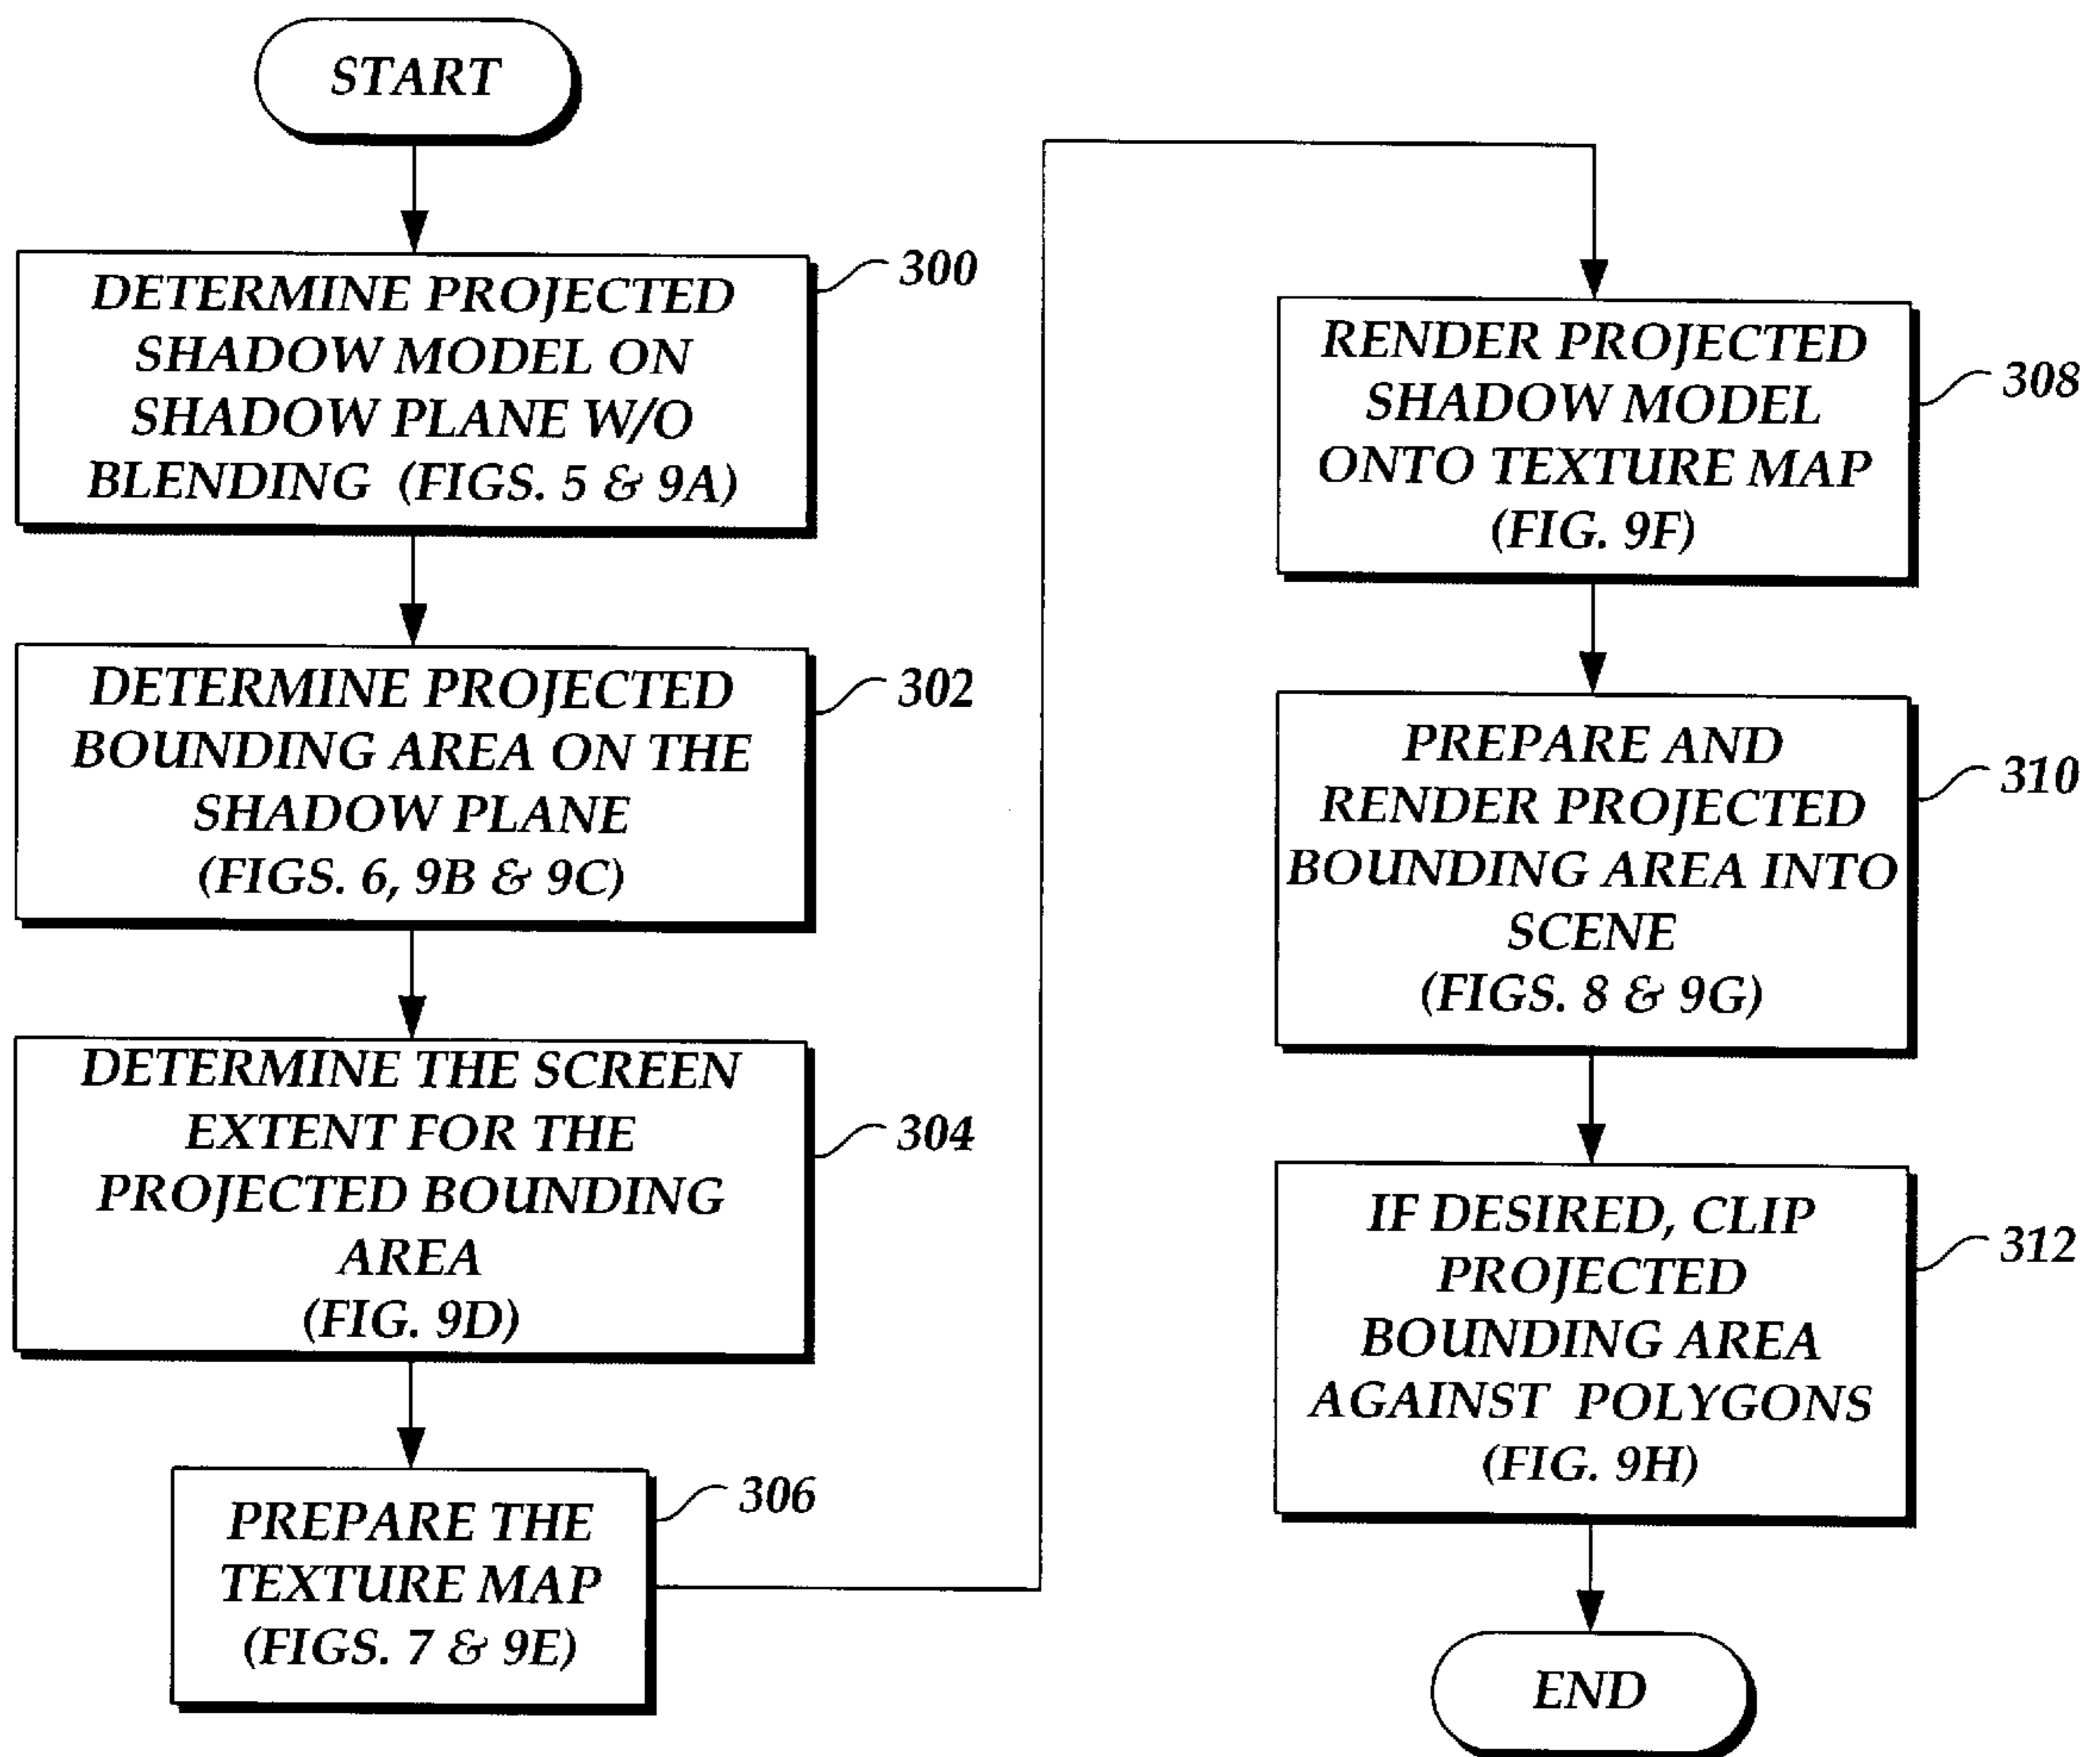 START
DETERMINE PROJECTED
SHADOW MODEL ON
SHADOW PLANE W/O
BLENDING (FIGS. 5 & 9A)
300
DETERMINE PROJECTED
BOUNDING AREA ON THE
SHADOW PLANE
(FIGS. 6, 9B & 9C)
302
DETERMINE THE SCREEN
EXTENT FOR THE
PROJECTED BOUNDING
AREA
(FIG. 9D)
304
PREPARE THE
TEXTURE MAP
(FIGS. 7 & 9E)
306
RENDER PROJECTED
SHADOW MODEL
ONTO TEXTURE MAP
(FIG. 9F)
308
PREPARE AND
RENDER PROJECTED
BOUNDING AREA INTO
SCENE
(FIGS. 8 & 9G)
310
IF DESIRED, CLIP
PROJECTED
BOUNDING AREA
AGAINST POLYGONS
(FIG. 9H)
312
END